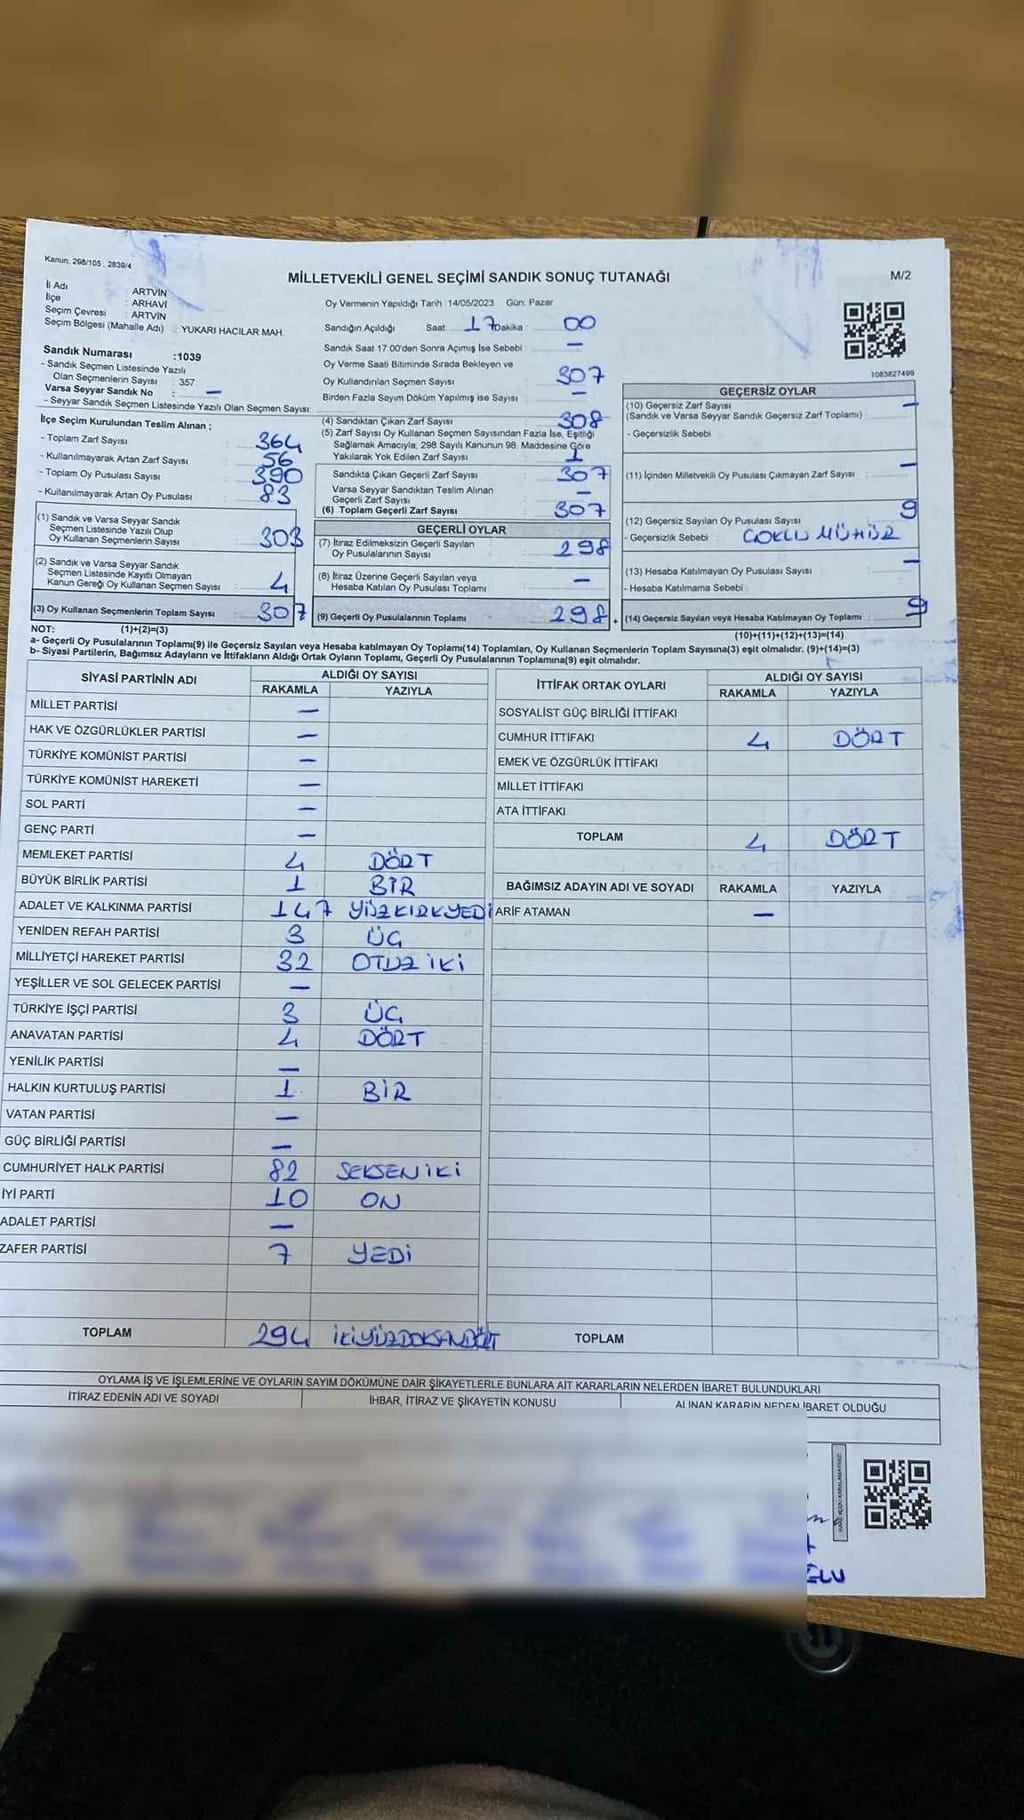 Kanun: 298/105, 2839/4
MİLLETVEKİLİ GENEL SEÇİMİ SANDIK SONUÇ TUTANAĞI
M/2
İl Adı : ARTVİN
İlçe : ARHAVİ
Seçim Çevresi : ARTVİN
Seçim Bölgesi (Mahalle Adı) : YUKARI HACILAR MAH.
Sandık Numarası :1039
- Sandık Seçmen Listesinde Yazılı
Olan Seçmenlerin Sayısı : 357
Varsa Seyyar Sandık No : —
- Seyyar Sandık Seçmen Listesinde Yazılı Olan Seçmen Sayısı:
İlçe Seçim Kurulundan Teslim Alınan ;
- Toplam Zarf Sayısı : 364
- Kullanılmayarak Artan Zarf Sayısı : 56
- Toplam Oy Pusulası Sayısı : 390
- Kullanılmayarak Artan Oy Pusulası : 83
(1) Sandık ve Varsa Seyyar Sandık
Seçmen Listesinde Yazılı Olup
Oy Kullanan Seçmenlerin Sayısı : 303
(2) Sandık ve Varsa Seyyar Sandık
Seçmen Listesinde Kayıtlı Olmayan
Kanun Gereği Oy Kullanan Seçmen Sayısı : 4
(3) Oy Kullanan Seçmenlerin Toplam Sayısı : 307
Oy Vermenin Yapıldığı Tarih :14/05/2023 Gün: Pazar
Sandığın Açıldığı Saat: 17 Dakika : 00
Sandık Saat 17:00'den Sonra Açımış İse Sebebi : —
Oy Verme Saati Bitiminde Sırada Bekleyen ve
Oy Kullandırılan Seçmen Sayısı : 307
Birden Fazla Sayım Döküm Yapılmış ise Sayısı : —
(4) Sandıktan Çıkan Zarf Sayısı : 308
(5) Zarf Sayısı Oy Kullanan Seçmen Sayısından Fazla İse, Eşitliği
Sağlamak Amacıyla, 298 Sayılı Kanunun 98. Maddesine Göre
Yakılarak Yok Edilen Zarf Sayısı : 1
Sandıkta Çıkan Geçerli Zarf Sayısı : 307
Varsa Seyyar Sandıktan Teslim Alınan
Geçerli Zarf Sayısı : —
(6) Toplam Geçerli Zarf Sayısı : 307
GEÇERLİ OYLAR
(7) İtiraz Edilmeksizin Geçerli Sayılan
Oy Pusulalarının Sayısı : 298
(8) İtiraz Üzerine Geçerli Sayılan veya
Hesaba Katılan Oy Pusulası Toplamı : —
(9) Geçerli Oy Pusulalarının Toplamı : 298
+
1083827499
GEÇERSİZ OYLAR
(10) Geçersiz Zarf Sayısı : —
(Sandık ve Varsa Seyyar Sandık Geçersiz Zarf Toplamı)
- Geçersizlik Sebebi
(11) İçinden Milletvekili Oy Pusulası Çıkmayan Zarf Sayısı : —
(12) Geçersiz Sayılan Oy Pusulası Sayısı : 9
- Geçersizlik Sebebi : ÇOKLU MÜHÜR
(13) Hesaba Katılmayan Oy Pusulası Sayısı : —
- Hesaba Katılmama Sebebi :
(14) Geçersiz Sayılan veya Hesaba Katılmayan Oy Toplamı : 9
NOT: (1)+(2)=(3)
(10)+(11)+(12)+(13)=(14)
a- Geçerli Oy Pusulalarının Toplamı(9) ile Geçersiz Sayılan veya Hesaba katılmayan Oy Toplamı(14) Toplamları, Oy Kullanan Seçmenlerin Toplam Sayısına(3) eşit olmalıdır. (9)+(14)=(3)
b- Siyasi Partilerin, Bağımsız Adayların ve İttifakların Aldığı Ortak Oyların Toplamı, Geçerli Oy Pusulalarının Toplamına(9) eşit olmalıdır.
SİYASİ PARTİNİN ADI ALDIĞI OY SAYISI
RAKAMLA YAZIYLA
MİLLET PARTİSİ —
HAK VE ÖZGÜRLÜKLER PARTİSİ —
TÜRKİYE KOMÜNİST PARTİSİ —
TÜRKİYE KOMÜNİST HAREKETİ —
SOL PARTİ —
GENÇ PARTİ —
MEMLEKET PARTİSİ 4 DÖRT
BÜYÜK BİRLİK PARTİSİ 1 BİR
ADALET VE KALKINMA PARTİSİ 147 YÜZKIRKYEDİ
YENİDEN REFAH PARTİSİ 3 ÜÇ
MİLLİYETÇİ HAREKET PARTİSİ 32 OTUZ İKİ
YEŞİLLER VE SOL GELECEK PARTİSİ —
TÜRKİYE İŞÇİ PARTİSİ 3 ÜÇ
ANAVATAN PARTİSİ 4 DÖRT
YENİLİK PARTİSİ —
HALKIN KURTULUŞ PARTİSİ 1 BİR
VATAN PARTİSİ —
GÜÇ BİRLİĞİ PARTİSİ —
CUMHURİYET HALK PARTİSİ 82 SEKSEN İKİ
İYİ PARTİ 10 ON
ADALET PARTİSİ —
ZAFER PARTİSİ 7 YEDİ
TOPLAM 294 İKİYÜZDOKSANDÖRT
İTTİFAK ORTAK OYLARI ALDIĞI OY SAYISI
RAKAMLA YAZIYLA
SOSYALİST GÜÇ BİRLİĞİ İTTİFAKI
CUMHUR İTTİFAKI 4 DÖRT
EMEK VE ÖZGÜRLÜK İTTİFAKI
MİLLET İTTİFAKI
ATA İTTİFAKI
TOPLAM 4 DÖRT
BAĞIMSIZ ADAYIN ADI VE SOYADI RAKAMLA YAZIYLA
ARİF ATAMAN —
TOPLAM
OYLAMA İŞ VE İŞLEMLERİNE VE OYLARIN SAYIM DÖKÜMÜNE DAİR ŞİKAYETLERLE BUNLARA AİT KARARLARIN NELERDEN İBARET BULUNDUKLARI
İTİRAZ EDENİN ADI VE SOYADI İHBAR, İTİRAZ VE ŞİKAYETİN KONUSU ALINAN KARARIN NEDEN İBARET OLDUĞU